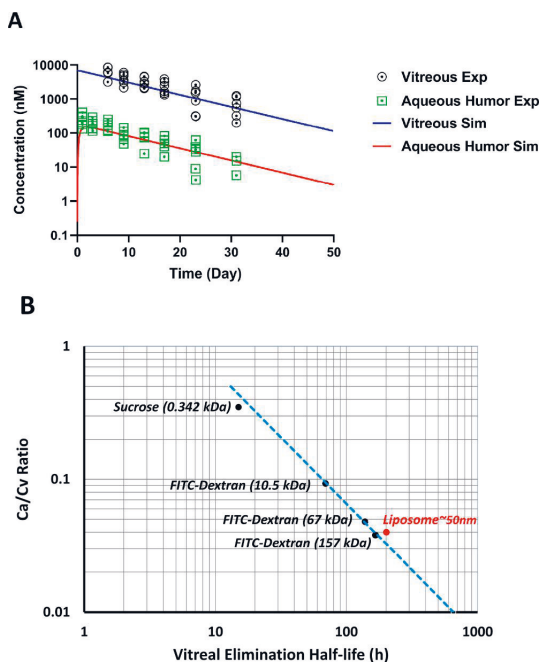 A
Concentration (nM)
10000
1000
100
10
1
0.1
0
10
20
30
40
50
Time (Day)
Vitreous Exp
Aqueous Humor Exp
Vitreous Sim
Aqueous Humor Sim
B
Ca/Cv Ratio
1
0.1
0.01
Sucrose (0.342 kDa)
FITC-Dextran (10.5 kDa)
FITC-Dextran (67 kDa)
Liposome~50nm
FITC-Dextran (157 kDa)
1
10
100
1000
Vitreal Elimination Half-life (h)